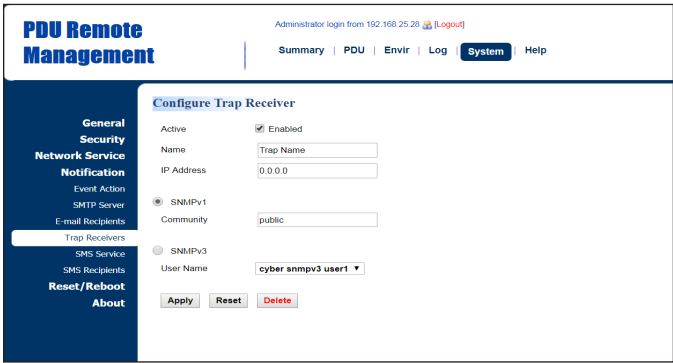 PDU Remote
Management
Administrator login from 192.168.25.28 [Logout]
Summary | PDU | Envir | Log | System | Help
General
Security
Network Service
Notification
Event Action
SMTP Server
E-mail Recipients
Trap Receivers
SMS Service
SMS Recipients
Reset/Reboot
About
Configure Trap Receiver
Active Enabled
Name Trap Name
IP Address 0.0.0.0
SNMPv1
Community public
SNMPv3
User Name cyber snmpv3 user1 ▼
Apply Reset Delete